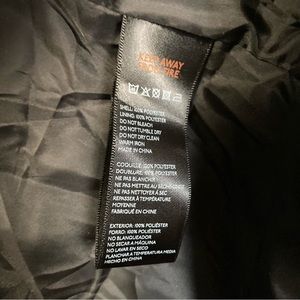 KEEP AWAY
FROM FIRE
SHELL: 100% POLYESTER
LINING: 100% POLYESTER
DO NOT BLEACH
DO NOT TUMBLE DRY
DO NOT DRY CLEAN
WARM IRON
MADE IN CHINA
COQUILLE: 100% POLYESTER
DOUBLURE: 100% POLYESTER
NE PAS BLANCHIR
NE PAS METTRE AU SÈCHE-LINGE
NE PAS NETTOYER À SEC
REPASSER À TEMPÉRATURE
MOYENNE
FABRIQUÉ EN CHINE
EXTERIOR: 100% POLIÉSTER
FORRO: 100% POLIÉSTER
NO BLANQUEADOR
NO SECAR A MÁQUINA
NO LAVAR EN SECO
PLANCHAR A TEMPERATURA MEDIA
HECHO EN CHINA